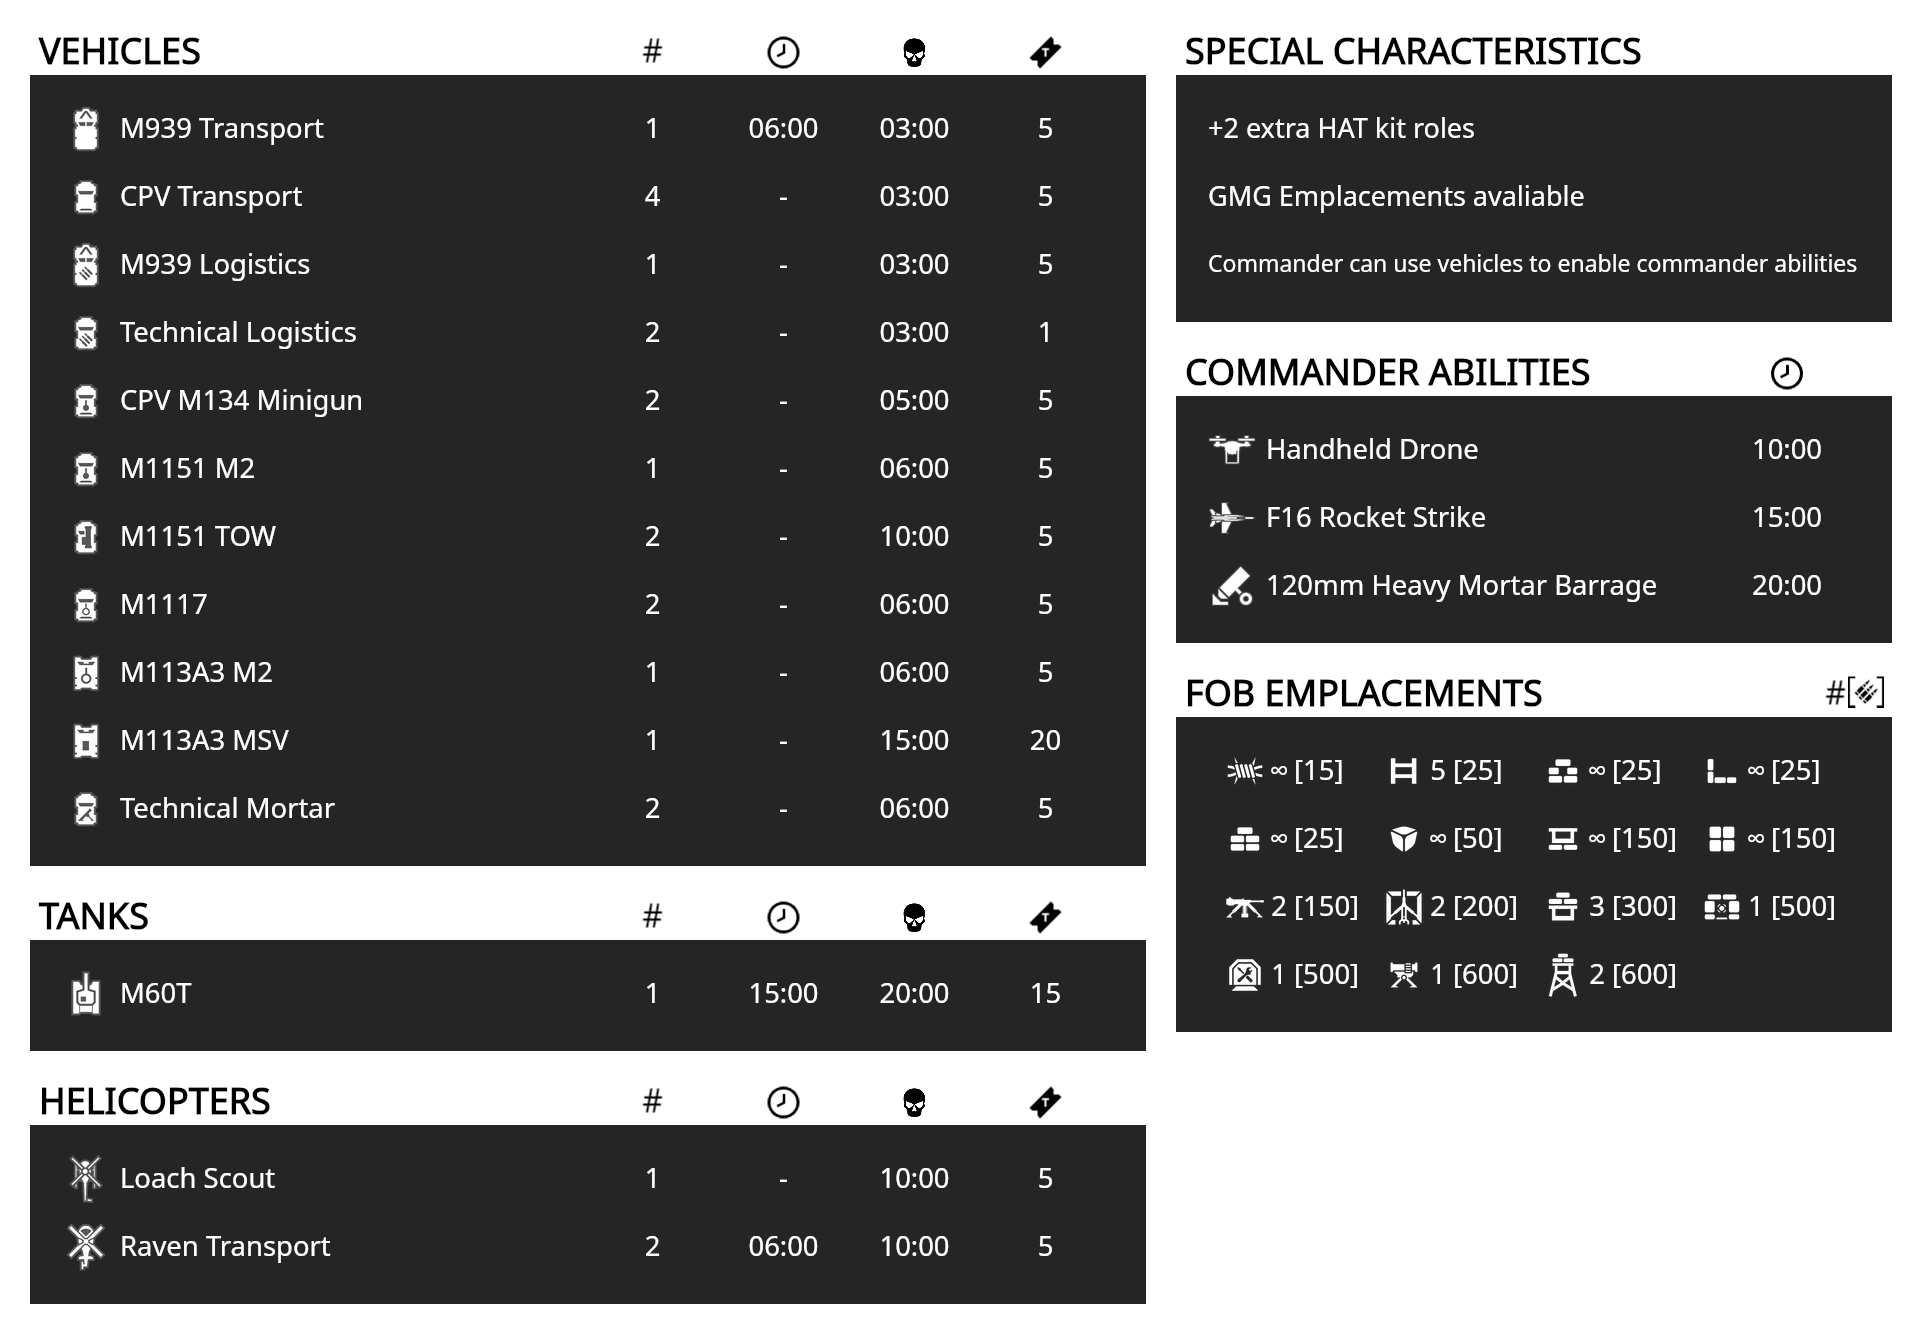 VEHICLES #
M939 Transport 1 06:00 03:00 5
CPV Transport 4 - 03:00 5
M939 Logistics 1 - 03:00 5
Technical Logistics 2 - 03:00 1
CPV M134 Minigun 2 - 05:00 5
M1151 M2 1 - 06:00 5
M1151 TOW 2 - 10:00 5
M1117 2 - 06:00 5
M113A3 M2 1 - 06:00 5
M113A3 MSV 1 - 15:00 20
Technical Mortar 2 - 06:00 5
TANKS #
M60T 1 15:00 20:00 15
HELICOPTERS #
Loach Scout 1 - 10:00 5
Raven Transport 2 06:00 10:00 5
SPECIAL CHARACTERISTICS
+2 extra HAT kit roles
GMG Emplacements avaliable
Commander can use vehicles to enable commander abilities
COMMANDER ABILITIES
Handheld Drone 10:00
F16 Rocket Strike 15:00
120mm Heavy Mortar Barrage 20:00
FOB EMPLACEMENTS #[]
∞ [15] 5 [25] ∞ [25] ∞ [25]
∞ [25] ∞ [50] ∞ [150] ∞ [150]
2 [150] 2 [200] 3 [300] 1 [500]
1 [500] 1 [600] 2 [600]